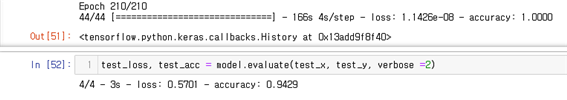 Epoch 210/210
44/44 [==============================] - 166s 4s/step - loss: 1.1426e-08 - accuracy: 1.0000
Out[51]: <tensorflow.python.keras.callbacks.History at 0x13add9f8f40>
In [52]: 1 test_loss, test_acc = model.evaluate(test_x, test_y, verbose =2)
4/4 - 3s - loss: 0.5701 - accuracy: 0.9429